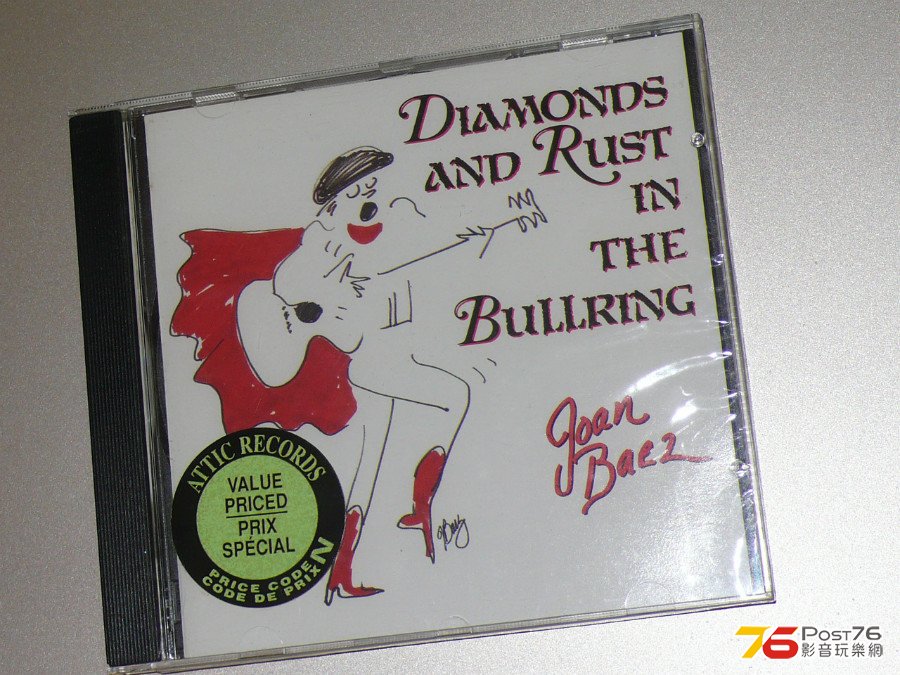 DIAMONDS
AND RUST
IN
THE
BULLRING
Joan
Baez
JBaez
ATTIC RECORDS
VALUE
PRICED
PRIX
SPÉCIAL
PRICE CODE N
CODE DE PRIX
76 POST76
影音玩樂網